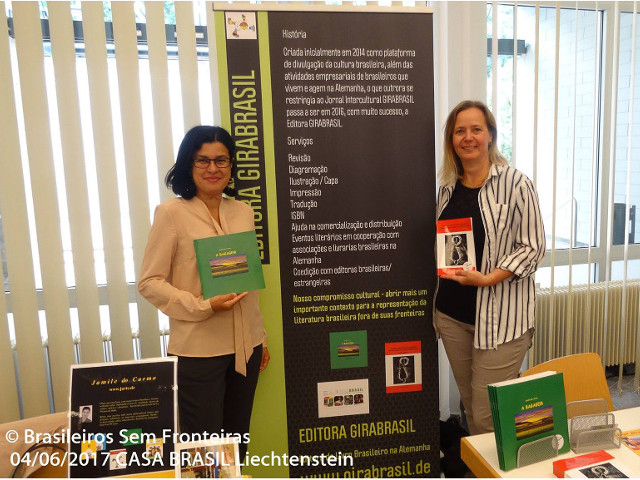 EDITORA GIRABRASIL
História
Criada inicialmente em 2014 como plataforma
de divulgação da cultura brasileira, além das
atividades empresariais de brasileiros que
vivem e agem na Alemanha, o que outrora se
restringia ao Jornal Intercultural GIRABRASIL
passa a ser em 2016, com muito sucesso, a
Editora GIRABRASIL.
Serviços
Revisão
Diagramação
Ilustração / Capa
Impressão
Tradução
ISBN
Ajuda na comercialização e distribuição
Eventos literários em cooperação com
associações e livrarias brasileiras na
Alemanha
Coedição com editoras brasileiras/
estrangeiras
Nosso compromisso cultural - abrir mais um
importante contexto para a representação da
literatura brasileira fora de suas fronteiras
EDITORA GIRABRASIL
Brasileiro na Alemanha
www.girabrasil.de
Jamilo do Carmo
© Brasileiros Sem Fronteiras
04/06/2017 CASA BRASIL Liechtenstein